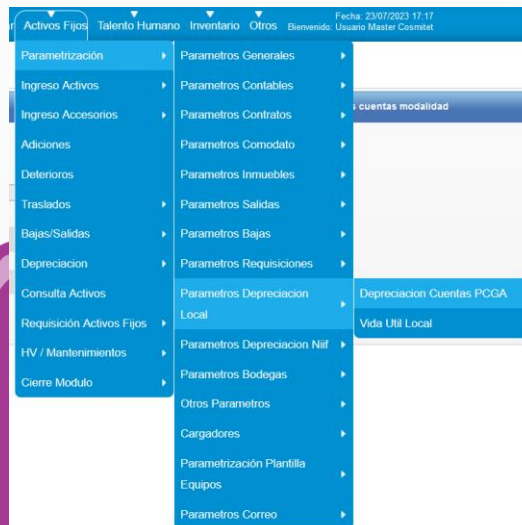 Activos Fijos Talento Humano Inventario Otros Bienvenido: Usuario Master Cosmitet
Fecha: 23/07/2023 17:17
Parametrización
Ingreso Activos
Ingreso Accesorios
Adiciones
Deterioros
Traslados
Bajas/Salidas
Depreciacion
Consulta Activos
Requisición Activos Fijos
HV / Mantenimientos
Cierre Modulo
Parametros Generales
Parametros Contables
Parametros Contratos
Parametros Comodato
Parametros Inmuebles
Parametros Salidas
Parametros Bajas
Parametros Requisiciones
Parametros Depreciacion
Local
Parametros Depreciacion Niif
Parametros Bodegas
Otros Parametros
Cargadores
Parametrización Plantilla
Equipos
Parametros Correo
Depreciacion Cuentas PCGA
Vida Util Local
cuentas modalidad